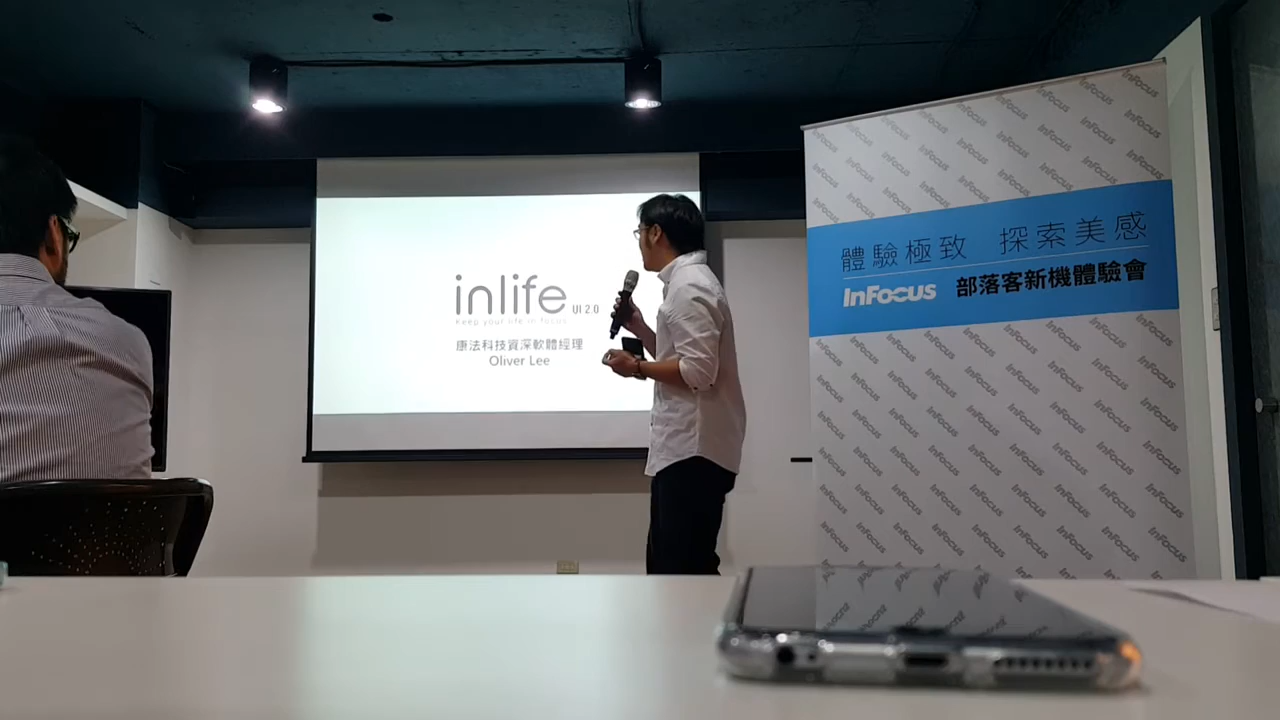 inlife UI 2.0
Keep your life in focus
康法科技資深軟體經理
Oliver Lee
體驗極致 探索美感
InFocus 部落客新機體驗會